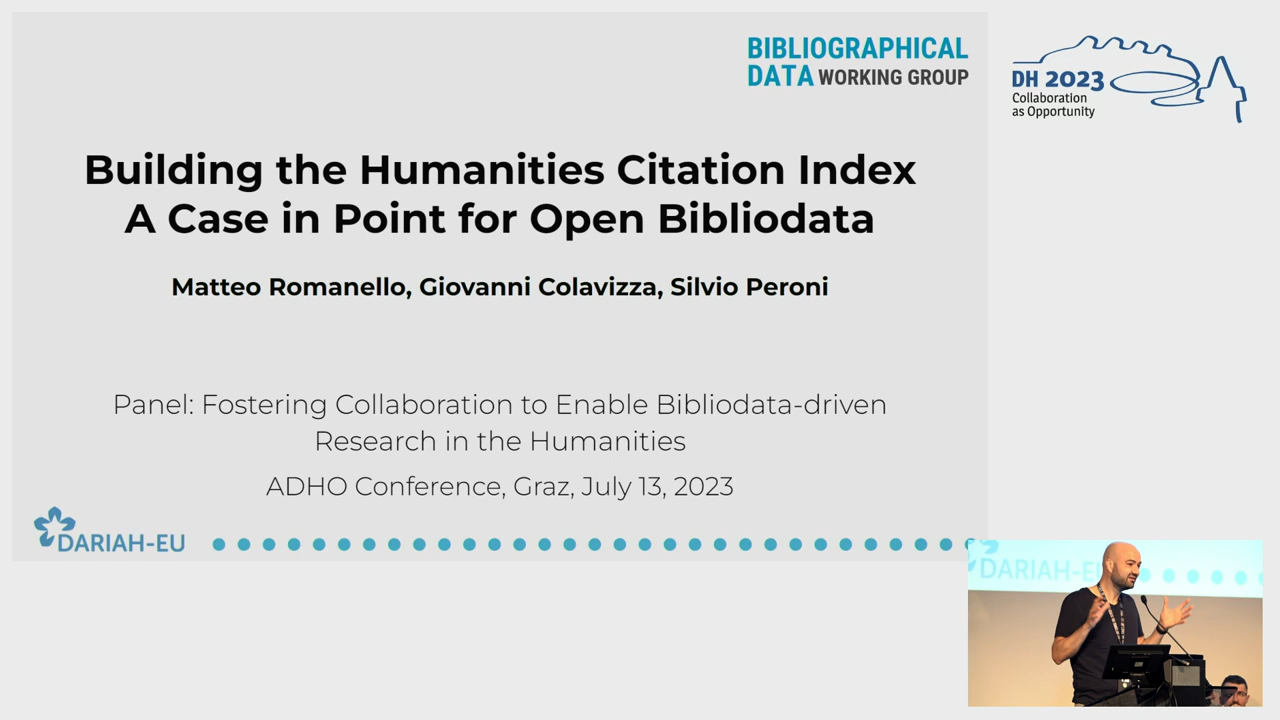 BIBLIOGRAPHICAL
DATA WORKING GROUP
DH 2023
Collaboration
as Opportunity
Building the Humanities Citation Index
A Case in Point for Open Bibliodata
Matteo Romanello, Giovanni Colavizza, Silvio Peroni
Panel: Fostering Collaboration to Enable Bibliodata-driven
Research in the Humanities
ADHO Conference, Graz, July 13, 2023
DARIAH-EU
DARIAH-EU